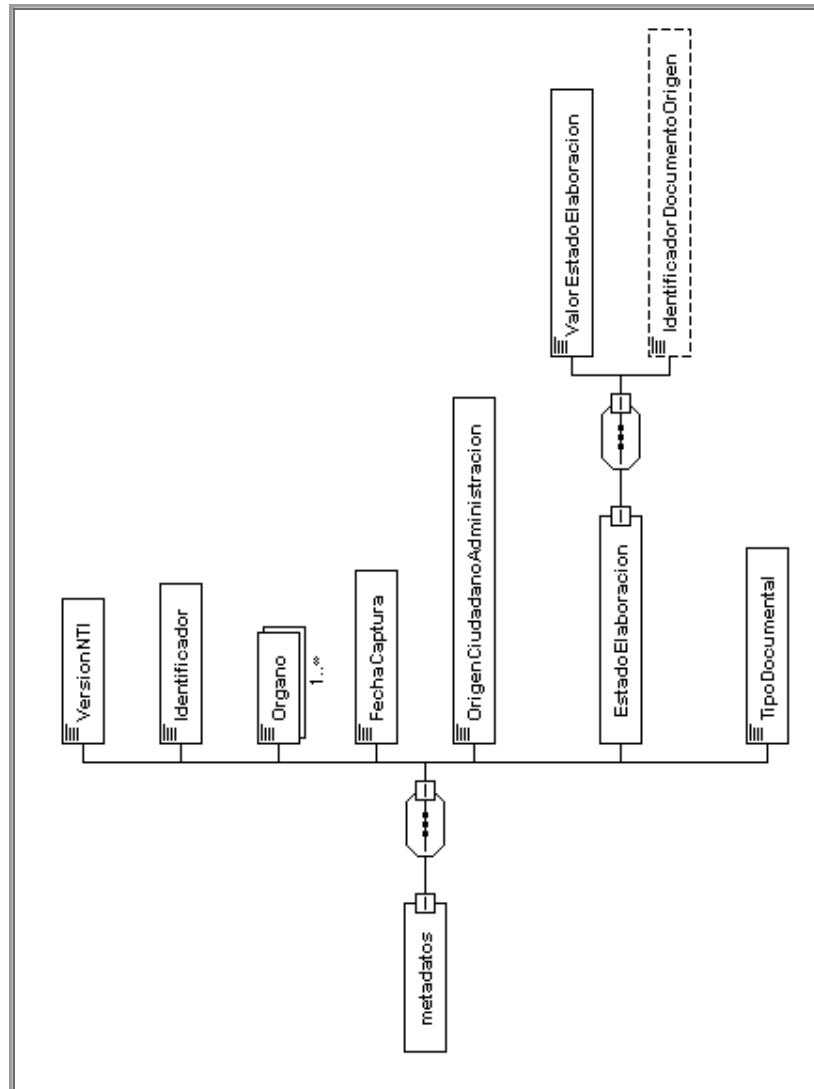 metadatos
VersionNTI
Identificador
Organo
1..∞
FechaCaptura
OrigenCiudadanoAdministracion
EstadoElaboracion
ValorEstadoElaboracion
IdentificadorDocumentoOrigen
TipoDocumental